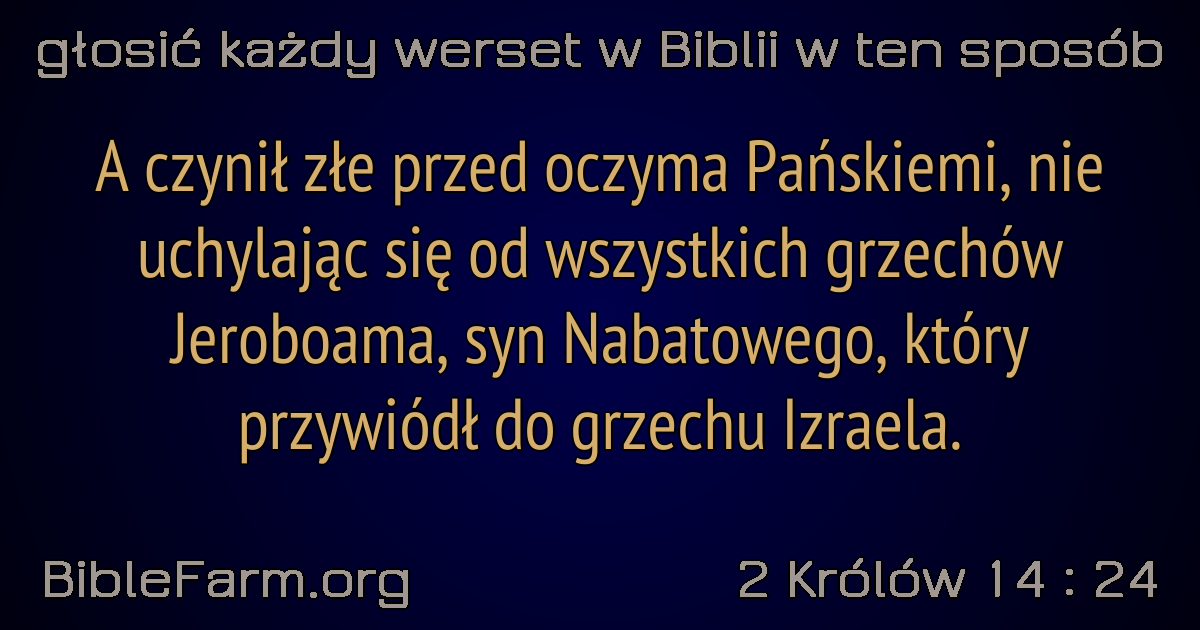 głosić każdy werset w Biblii w ten sposób
A czynił złe przed oczyma Pańskiemi, nie
uchylając się od wszystkich grzechów
Jeroboama, syn Nabatowego, który
przywiódł do grzechu Izraela.
BibleFarm.org
2 Królów 14 : 24